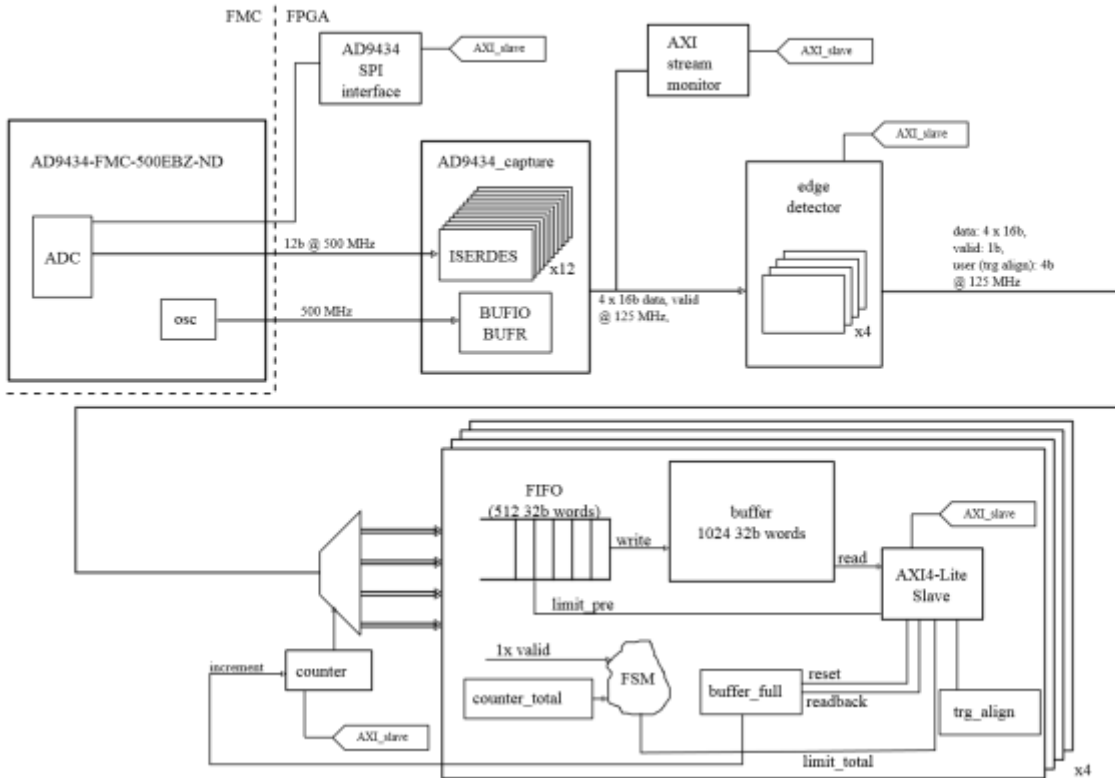 FMC
FPGA
AD9434
SPI
interface
AXI_slave
AXI
stream
monitor
AXI_slave
AD9434-FMC-500EBZ-ND
ADC
osc
12b @ 500 MHz
500 MHz
AD9434_capture
ISERDES
x12
BUFIO
BUFR
4 x 16b data, valid
@ 125 MHz,
AXI_slave
edge
detector
x4
data: 4 x 16b,
valid: 1b,
user (trg align): 4b
@ 125 MHz
FIFO
(512 32b words)
write
buffer
1024 32b words
read
AXI_slave
AXI4-Lite
Slave
limit_pre
increment
counter
AXI_slave
1x valid
counter_total
FSM
buffer_full
reset
readback
trg_align
limit_total
x4